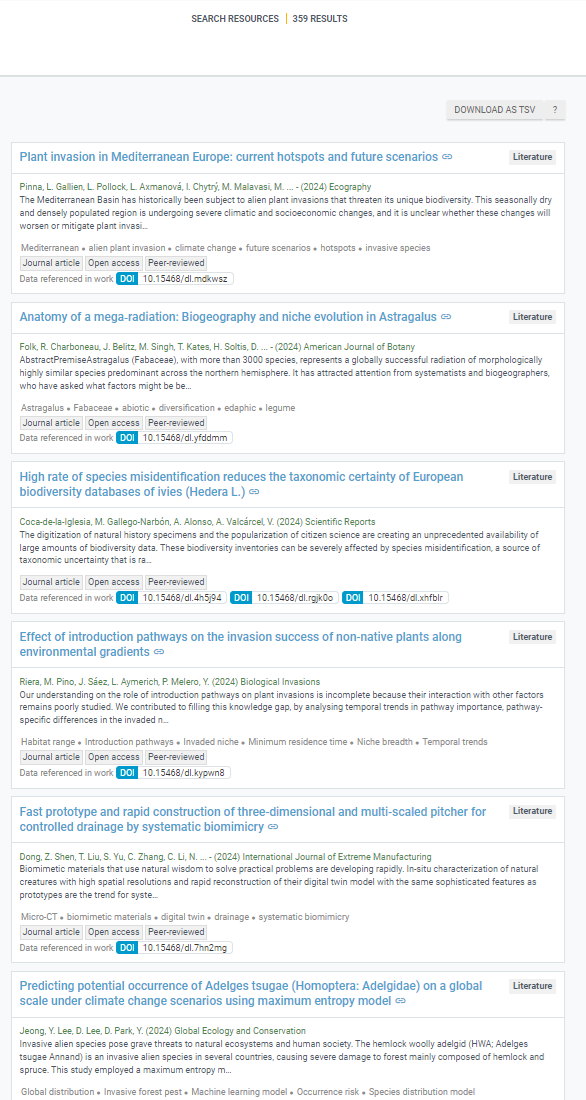 SEARCH RESOURCES | 359 RESULTS
DOWNLOAD AS TSV ?
Plant invasion in Mediterranean Europe: current hotspots and future scenarios
Literature
Pinna, L. Gallien, L. Pollock, L. Axmanová, I. Chytrý, M. Malavasi, M. ... - (2024) Ecography
The Mediterranean Basin has historically been subject to alien plant invasions that threaten its unique biodiversity. This seasonally dry
and densely populated region is undergoing severe climatic and socioeconomic changes, and it is unclear whether these changes will
worsen or mitigate plant invasi...
Mediterranean • alien plant invasion • climate change • future scenarios • hotspots • invasive species
Journal article Open access Peer-reviewed
Data referenced in work DOI 10.15468/dl.mdkwsz
Anatomy of a mega-radiation: Biogeography and niche evolution in Astragalus
Literature
Folk, R. Charboneau, J. Belitz, M. Singh, T. Kates, H. Soltis, D. ... - (2024) American Journal of Botany
AbstractPremiseAstragalus (Fabaceae), with more than 3000 species, represents a globally successful radiation of morphologically
highly similar species predominant across the northern hemisphere. It has attracted attention from systematists and biogeographers,
who have asked what factors might be be...
Astragalus • Fabaceae • abiotic • diversification • edaphic • legume
Journal article Open access Peer-reviewed
Data referenced in work DOI 10.15468/dl.yfddmm
High rate of species misidentification reduces the taxonomic certainty of European
biodiversity databases of ivies (Hedera L.)
Literature
Coca-de-la-Iglesia, M. Gallego-Narbón, A. Alonso, A. Valcárcel, V. (2024) Scientific Reports
The digitization of natural history specimens and the popularization of citizen science are creating an unprecedented availability of
large amounts of biodiversity data. These biodiversity inventories can be severely affected by species misidentification, a source of
taxonomic uncertainty that is ra...
Journal article Open access Peer-reviewed
Data referenced in work DOI 10.15468/dl.4h5j94 DOI 10.15468/dl.rgjk0o DOI 10.15468/dl.xhfblr
Effect of introduction pathways on the invasion success of non-native plants along
environmental gradients
Literature
Riera, M. Pino, J. Sáez, L. Aymerich, P. Melero, Y. (2024) Biological Invasions
Our understanding on the role of introduction pathways on plant invasions is incomplete because their interaction with other factors
remains poorly studied. We contributed to filling this knowledge gap, by analysing temporal trends in pathway importance, pathway-
specific differences in the invaded n...
Habitat range • Introduction pathways • Invaded niche • Minimum residence time • Niche breadth • Temporal trends
Journal article Open access Peer-reviewed
Data referenced in work DOI 10.15468/dl.kypwn8
Fast prototype and rapid construction of three-dimensional and multi-scaled pitcher for
controlled drainage by systematic biomimicry
Literature
Dong, Z. Shen, T. Liu, S. Yu, C. Zhang, C. Li, N. ... - (2024) International Journal of Extreme Manufacturing
Biomimetic materials that use natural wisdom to solve practical problems are developing rapidly. In-situ characterization of natural
creatures with high spatial resolutions and rapid reconstruction of their digital twin model with the same sophisticated features as
prototypes are the trend for syste...
Micro-CT • biomimetic materials • digital twin • drainage • systematic biomimicry
Journal article Open access Peer-reviewed
Data referenced in work DOI 10.15468/dl.7hn2mg
Predicting potential occurrence of Adelges tsugae (Homoptera: Adelgidae) on a global
scale under climate change scenarios using maximum entropy model
Literature
Jeong, Y. Lee, D. Lee, D. Park, Y. (2024) Global Ecology and Conservation
Invasive alien species pose grave threats to natural ecosystems and human society. The hemlock woolly adelgid (HWA; Adelges
tsugae Annand) is an invasive alien species in several countries, causing severe damage to forest mainly composed of hemlock and
spruce. This study employed a maximum entropy m...
Global distribution • Invasive forest pest • Machine learning model • Occurrence risk • Species distribution model